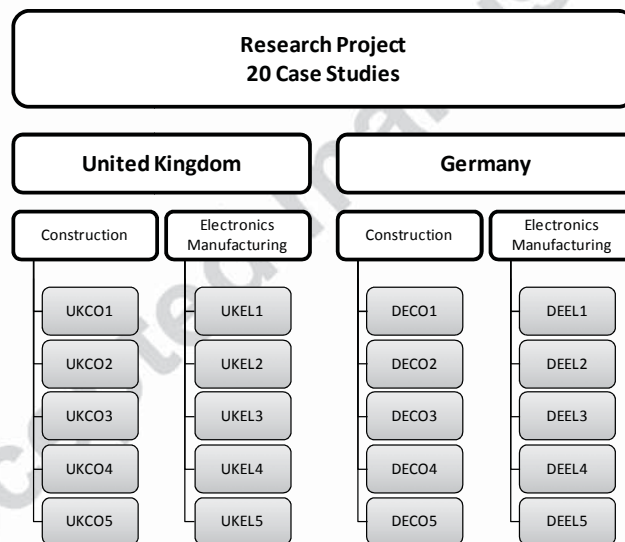 Research Project
20 Case Studies
United Kingdom
Germany
Construction
Electronics
Manufacturing
Construction
Electronics
Manufacturing
UKCO1
UKEL1
DECO1
DEEL1
UKCO2
UKEL2
DECO2
DEEL2
UKCO3
UKEL3
DECO3
DEEL3
UKCO4
UKEL4
DECO4
DEEL4
UKCO5
UKEL5
DECO5
DEEL5